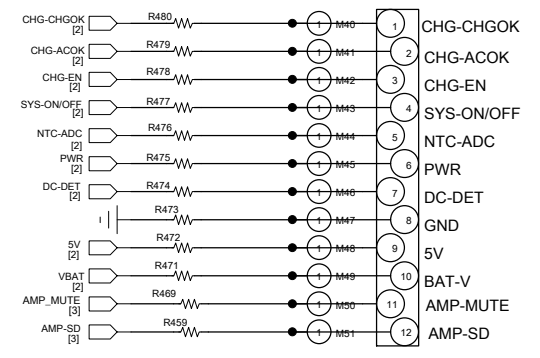 CHG-CHGOK [2] R480 1 M40 1 CHG-CHGOK
CHG-ACOK [2] R479 1 M41 2 CHG-ACOK
CHG-EN [2] R478 1 M42 3 CHG-EN
SYS-ON/OFF [2] R477 1 M43 4 SYS-ON/OFF
NTC-ADC [2] R476 1 M44 5 NTC-ADC
PWR [2] R475 1 M45 6 PWR
DC-DET [2] R474 1 M46 7 DC-DET
R473 1 M47 8 GND
5V [2] R472 1 M48 9 5V
VBAT [2] R471 1 M49 10 BAT-V
AMP_MUTE [3] R469 1 M50 11 AMP-MUTE
AMP-SD [3] R459 1 M51 12 AMP-SD